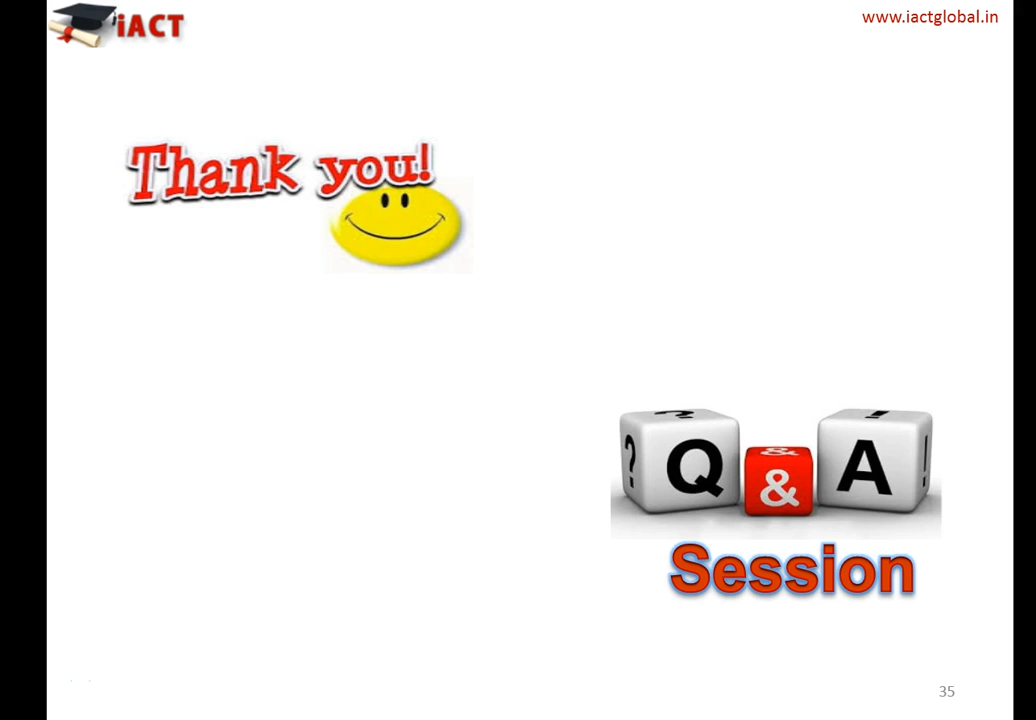 iACT
www.iactglobal.in
Thank you!
? ? Q & & A ! !
Session
35